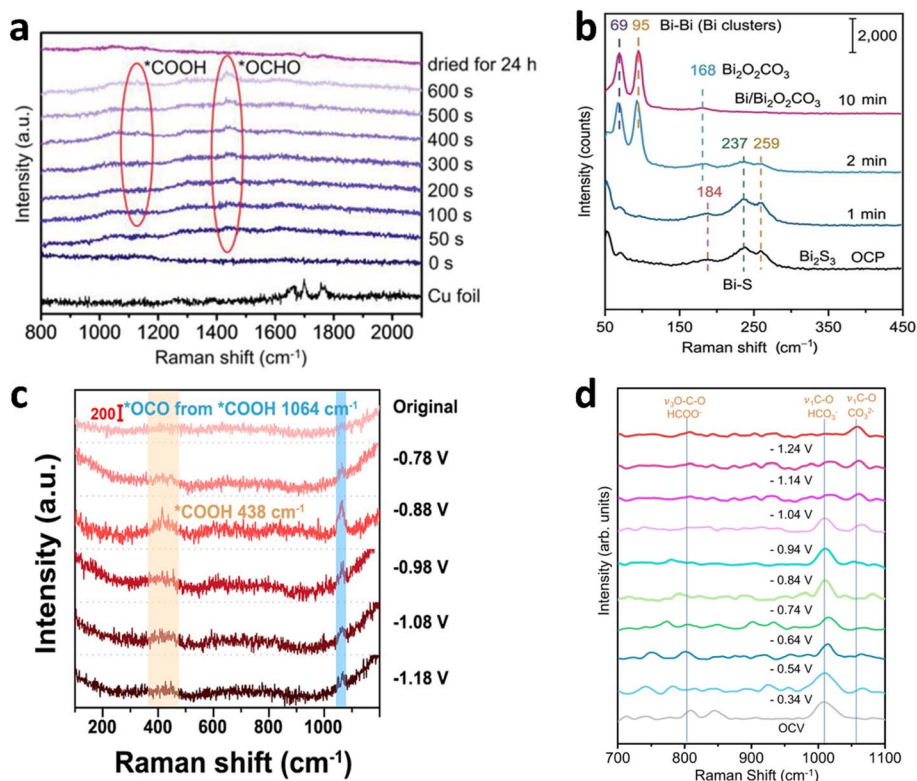 a
*COOH
*OCHO
dried for 24 h
600 s
500 s
400 s
300 s
200 s
100 s
50 s
0 s
Cu foil
Intensity (a.u.)
800 1000 1200 1400 1600 1800 2000
Raman shift (cm⁻¹)
b
69 95 Bi-Bi (Bi clusters)
2,000
168 Bi₂O₂CO₃
Bi/Bi₂O₂CO₃ 10 min
237 259
2 min
184
1 min
Bi₂S₃ OCP
Bi-S
Intensity (counts)
50 150 250 350 450
Raman shift (cm⁻¹)
c
200 *OCO from *COOH 1064 cm⁻¹
Original
-0.78 V
-0.88 V
*COOH 438 cm⁻¹
-0.98 V
-1.08 V
-1.18 V
Intensity (a.u.)
200 400 600 800 1000
Raman shift (cm⁻¹)
d
ν₃O-C-O ν₁C-O ν₁C-O
HCOO⁻ HCO₃⁻ CO₃²⁻
- 1.24 V
- 1.14 V
- 1.04 V
- 0.94 V
- 0.84 V
- 0.74 V
- 0.64 V
- 0.54 V
- 0.34 V
OCV
Intensity (arb. units)
700 800 900 1000 1100
Raman Shift (cm⁻¹)